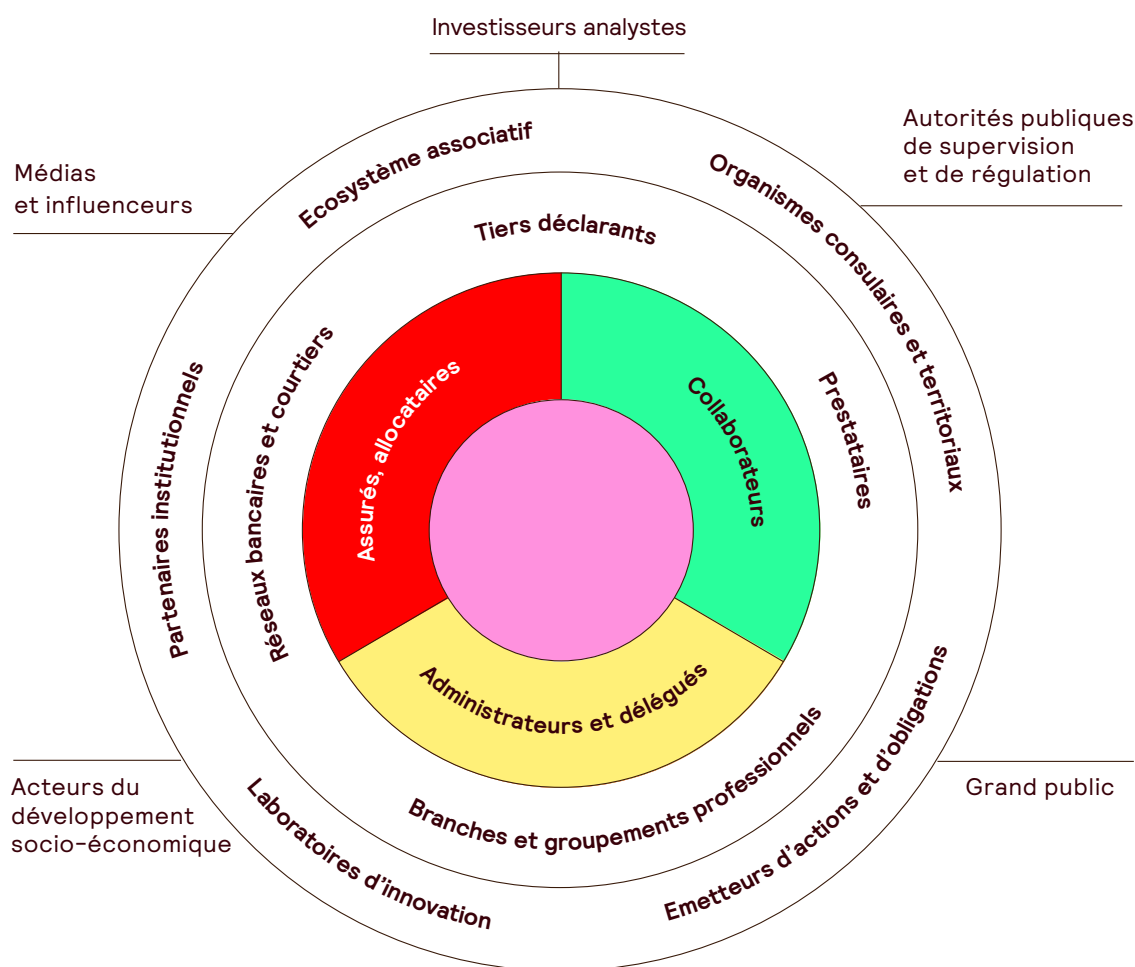 Investisseurs analystes
Autorités publiques
de supervision
et de régulation
Médias
et influenceurs
Ecosystème associatif
Organismes consulaires et territoriaux
Tiers déclarants
Partenaires institutionnels
Réseaux bancaires et courtiers
Assurés, allocataires
Collaborateurs
Prestataires
Administrateurs et délégués
Branches et groupements professionnels
Laboratoires d'innovation
Emetteurs d'actions et d'obligations
Acteurs du
développement
socio-économique
Grand public